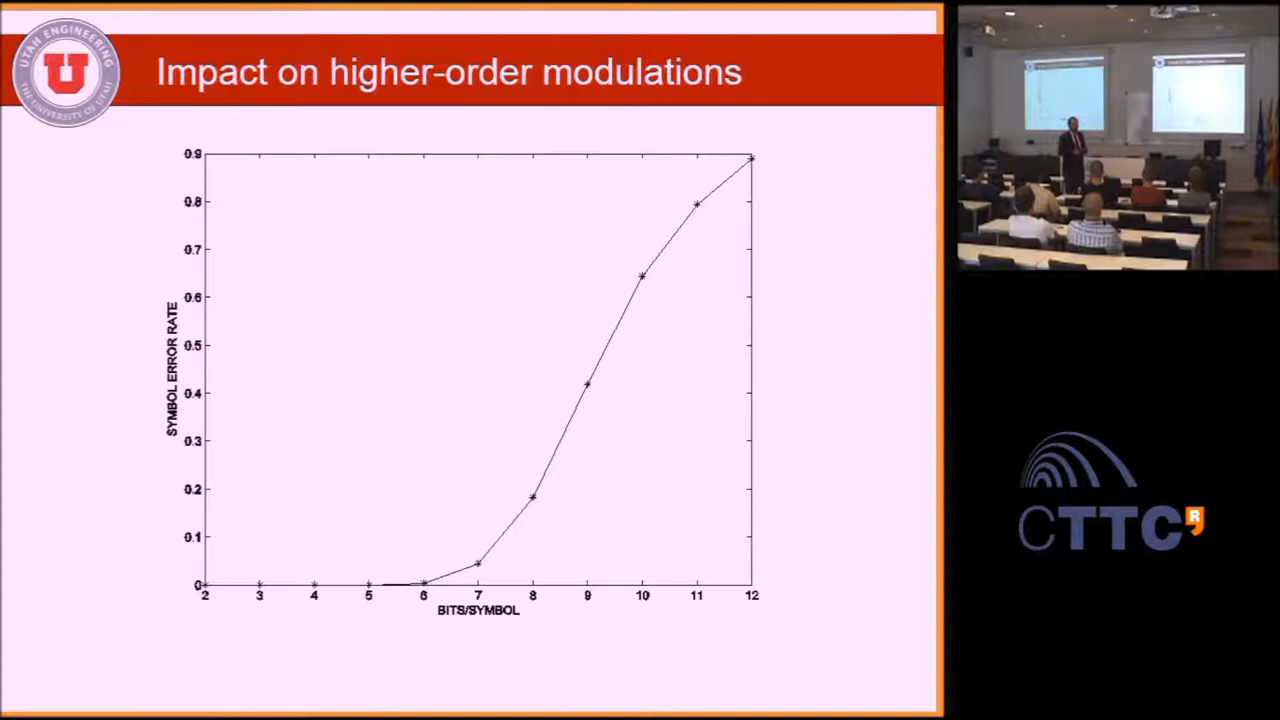 UTAH ENGINEERING
U
THE UNIVERSITY OF UTAH
Impact on higher-order modulations
0.9
0.8
0.7
0.6
0.5
0.4
0.3
0.2
0.1
0
SYMBOL ERROR RATE
2 3 4 5 6 7 8 9 10 11 12
BITS/SYMBOL
CTTC R